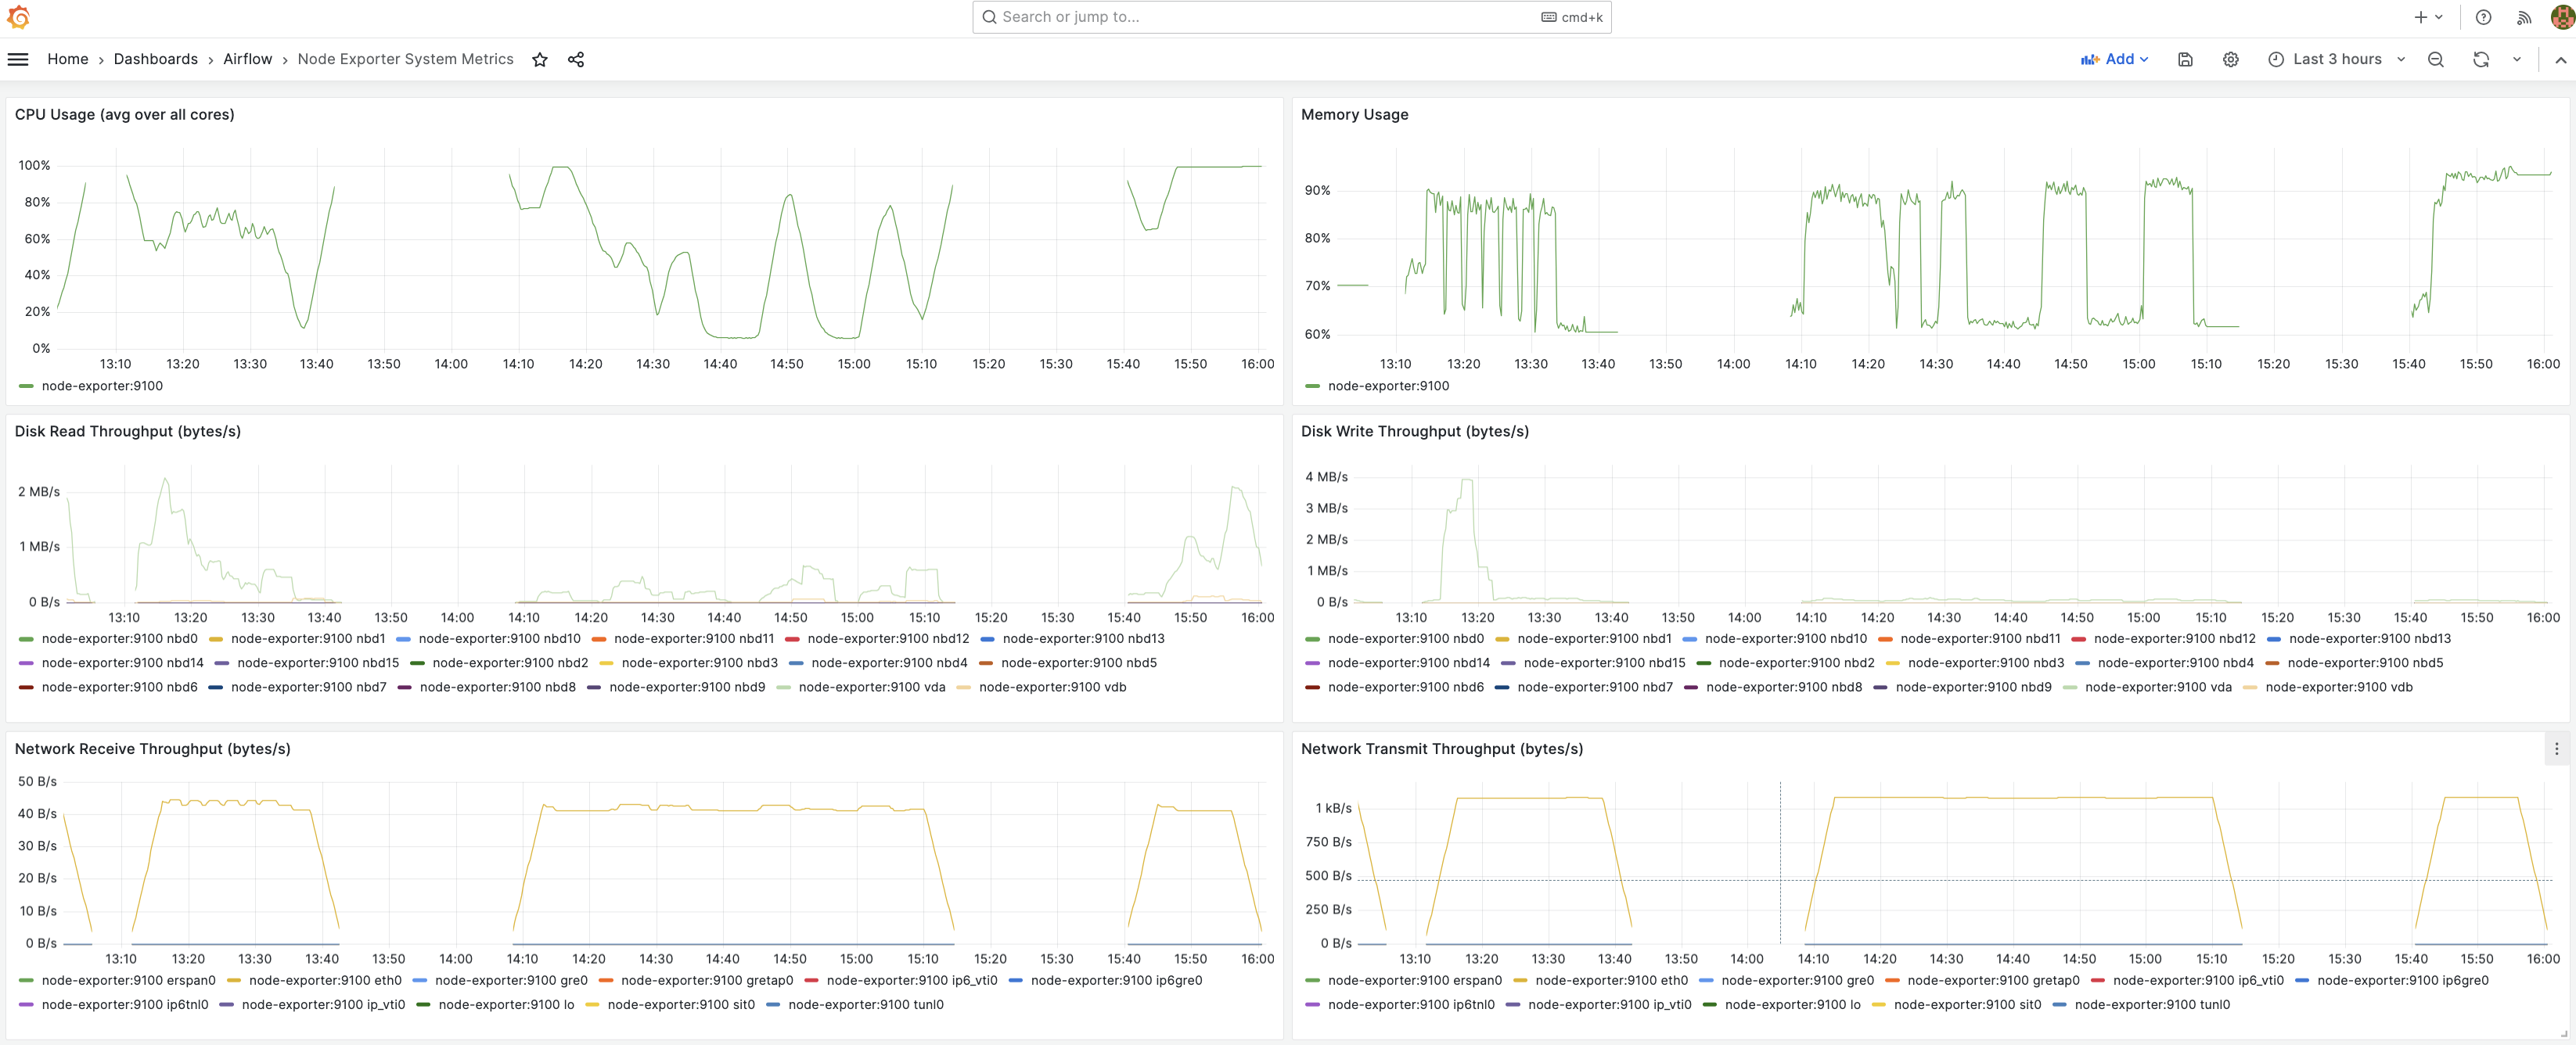 Search or jump to... cmd+k
Home › Dashboards › Airflow › Node Exporter System Metrics Add Last 3 hours
CPU Usage (avg over all cores)
100%
80%
60%
40%
20%
0%
13:10 13:20 13:30 13:40 13:50 14:00 14:10 14:20 14:30 14:40 14:50 15:00 15:10 15:20 15:30 15:40 15:50 16:00
node-exporter:9100
Memory Usage
90%
80%
70%
60%
13:10 13:20 13:30 13:40 13:50 14:00 14:10 14:20 14:30 14:40 14:50 15:00 15:10 15:20 15:30 15:40 15:50 16:00
node-exporter:9100
Disk Read Throughput (bytes/s)
2 MB/s
1 MB/s
0 B/s
13:10 13:20 13:30 13:40 13:50 14:00 14:10 14:20 14:30 14:40 14:50 15:00 15:10 15:20 15:30 15:40 15:50 16:00
node-exporter:9100 nbd0 node-exporter:9100 nbd1 node-exporter:9100 nbd10 node-exporter:9100 nbd11 node-exporter:9100 nbd12 node-exporter:9100 nbd13
node-exporter:9100 nbd14 node-exporter:9100 nbd15 node-exporter:9100 nbd2 node-exporter:9100 nbd3 node-exporter:9100 nbd4 node-exporter:9100 nbd5
node-exporter:9100 nbd6 node-exporter:9100 nbd7 node-exporter:9100 nbd8 node-exporter:9100 nbd9 node-exporter:9100 vda node-exporter:9100 vdb
Disk Write Throughput (bytes/s)
4 MB/s
3 MB/s
2 MB/s
1 MB/s
0 B/s
13:10 13:20 13:30 13:40 13:50 14:00 14:10 14:20 14:30 14:40 14:50 15:00 15:10 15:20 15:30 15:40 15:50 16:00
node-exporter:9100 nbd0 node-exporter:9100 nbd1 node-exporter:9100 nbd10 node-exporter:9100 nbd11 node-exporter:9100 nbd12 node-exporter:9100 nbd13
node-exporter:9100 nbd14 node-exporter:9100 nbd15 node-exporter:9100 nbd2 node-exporter:9100 nbd3 node-exporter:9100 nbd4 node-exporter:9100 nbd5
node-exporter:9100 nbd6 node-exporter:9100 nbd7 node-exporter:9100 nbd8 node-exporter:9100 nbd9 node-exporter:9100 vda node-exporter:9100 vdb
Network Receive Throughput (bytes/s)
50 B/s
40 B/s
30 B/s
20 B/s
10 B/s
0 B/s
13:10 13:20 13:30 13:40 13:50 14:00 14:10 14:20 14:30 14:40 14:50 15:00 15:10 15:20 15:30 15:40 15:50 16:00
node-exporter:9100 erspan0 node-exporter:9100 eth0 node-exporter:9100 gre0 node-exporter:9100 gretap0 node-exporter:9100 ip6_vti0 node-exporter:9100 ip6gre0
node-exporter:9100 ip6tnl0 node-exporter:9100 ip_vti0 node-exporter:9100 lo node-exporter:9100 sit0 node-exporter:9100 tunl0
Network Transmit Throughput (bytes/s)
1 kB/s
750 B/s
500 B/s
250 B/s
0 B/s
13:10 13:20 13:30 13:40 13:50 14:00 14:10 14:20 14:30 14:40 14:50 15:00 15:10 15:20 15:30 15:40 15:50 16:00
node-exporter:9100 erspan0 node-exporter:9100 eth0 node-exporter:9100 gre0 node-exporter:9100 gretap0 node-exporter:9100 ip6_vti0 node-exporter:9100 ip6gre0
node-exporter:9100 ip6tnl0 node-exporter:9100 ip_vti0 node-exporter:9100 lo node-exporter:9100 sit0 node-exporter:9100 tunl0